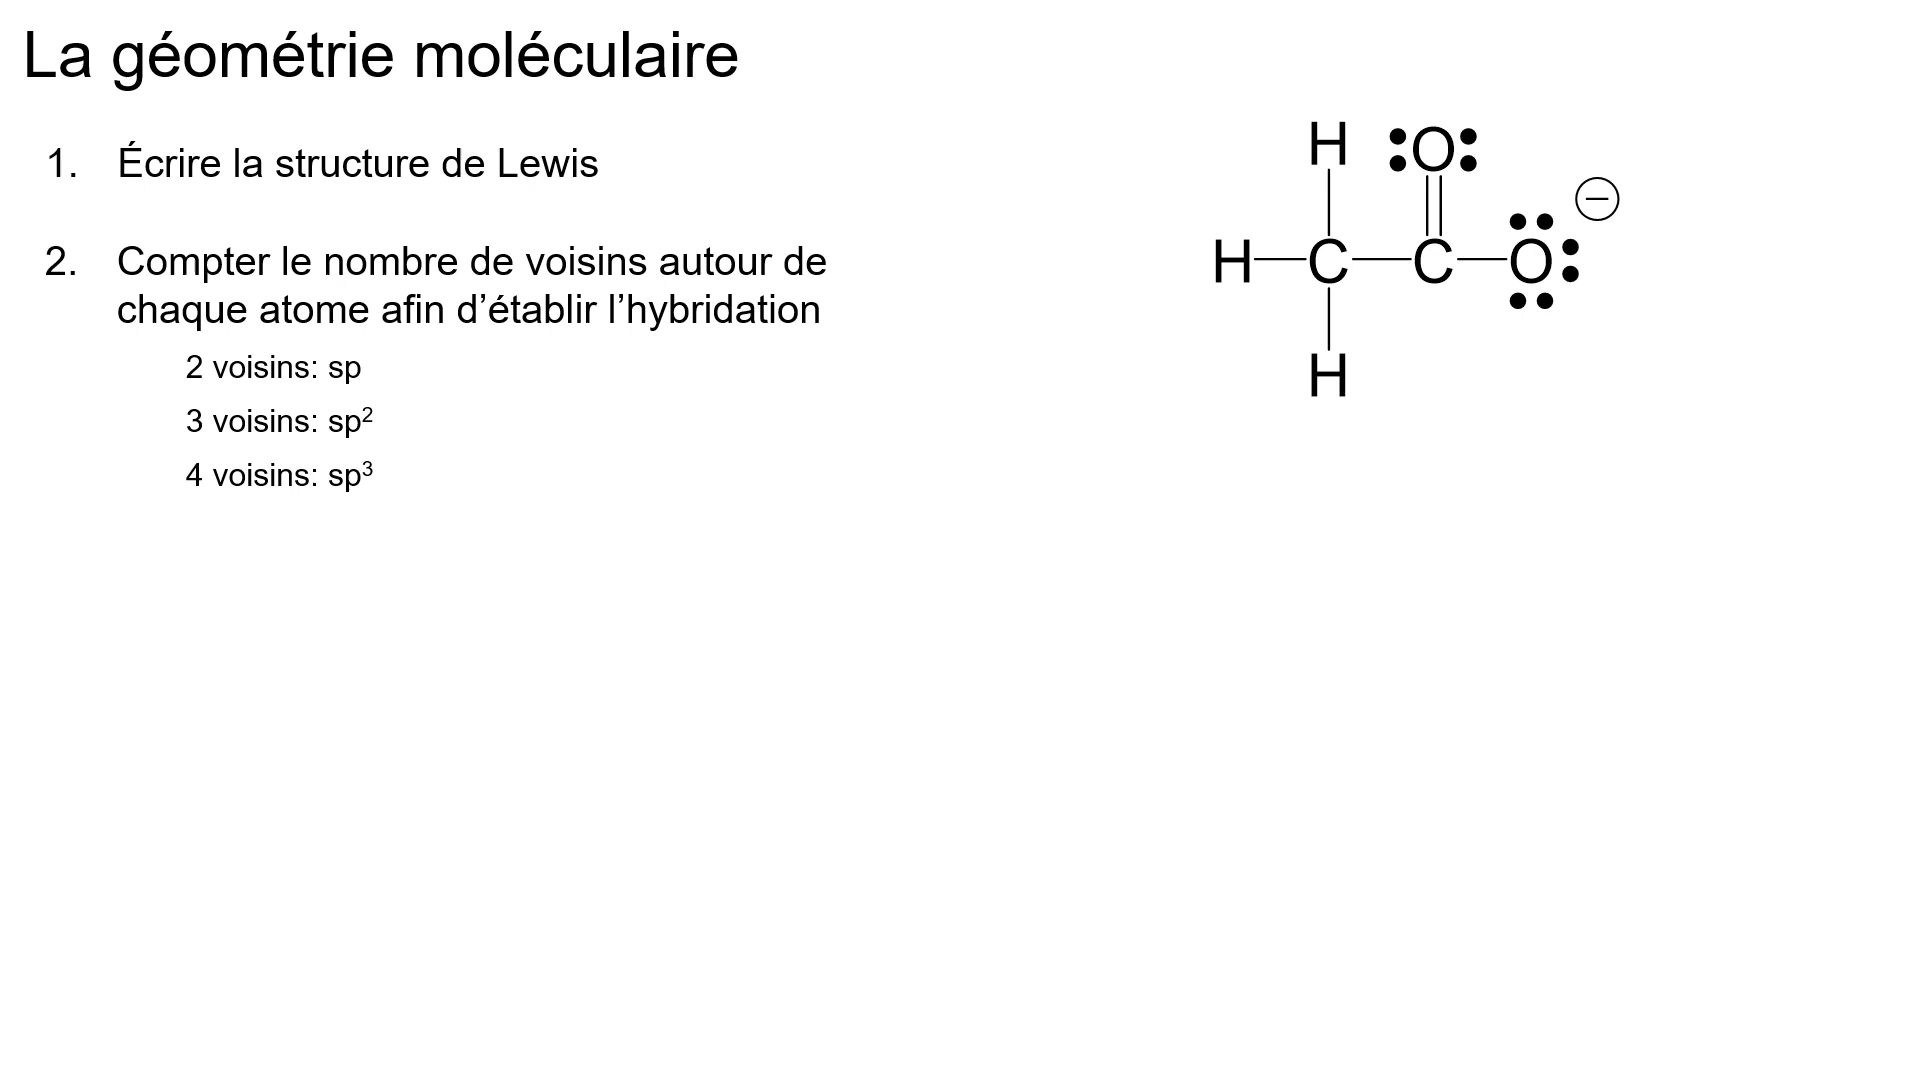 La géométrie moléculaire
1. Écrire la structure de Lewis
2. Compter le nombre de voisins autour de
chaque atome afin d’établir l’hybridation
2 voisins: sp
3 voisins: sp²
4 voisins: sp³
H :O:
H—C—C—O: ⊖
H